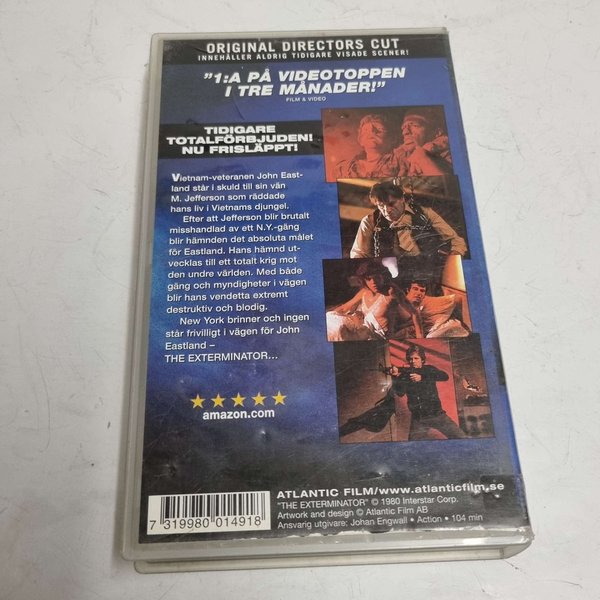 ORIGINAL DIRECTORS CUT
INNEHÅLLER ALDRIG TIDIGARE VISADE SCENER!
"1:A PÅ VIDEOTOPPEN
I TRE MÅNADER!"
FILM & VIDEO
TIDIGARE
TOTALFÖRBJUDEN!
NU FRISLÄPPT!
Vietnam-veteranen John East-
land står i skuld till sin vän
M. Jefferson som räddade
hans liv i Vietnams djungel.
Efter att Jefferson blir brutalt
misshandlad av ett N.Y.-gäng
blir hämnden det absoluta målet
för Eastland. Hans hämnd ut-
vecklas till ett totalt krig mot
den undre världen. Med både
gäng och myndigheter i vägen
blir hans vendetta extremt
destruktiv och blodig.
New York brinner och ingen
står frivilligt i vägen för John
Eastland –
THE EXTERMINATOR...
amazon.com
ATLANTIC FILM/www.atlanticfilm.se
"THE EXTERMINATOR" © 1980 Interstar Corp.
Artwork and design © Atlantic Film AB
Ansvarig utgivare: Johan Engwall • Action • 104 min
7 319980 014918